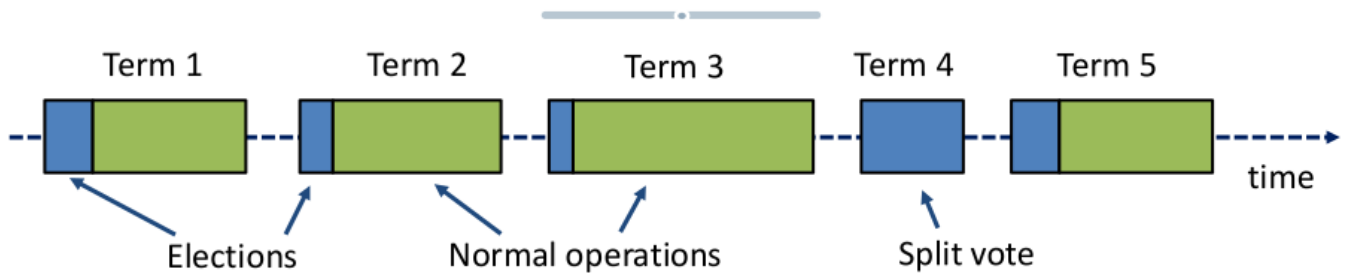 Term 1
Term 2
Term 3
Term 4
Term 5
time
Elections
Normal operations
Split vote